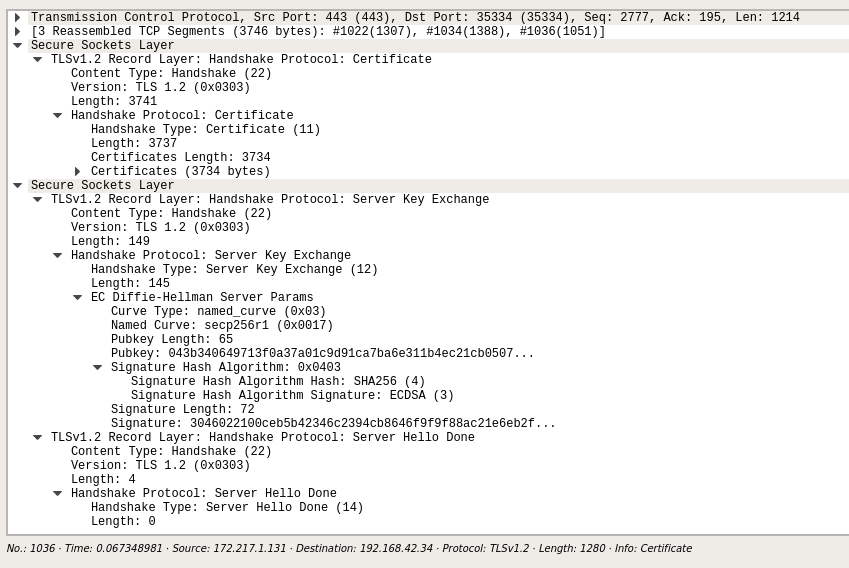 Transmission Control Protocol, Src Port: 443 (443), Dst Port: 35334 (35334), Seq: 2777, Ack: 195, Len: 1214
[3 Reassembled TCP Segments (3746 bytes): #1022(1307), #1034(1388), #1036(1051)]
Secure Sockets Layer
TLSv1.2 Record Layer: Handshake Protocol: Certificate
Content Type: Handshake (22)
Version: TLS 1.2 (0x0303)
Length: 3741
Handshake Protocol: Certificate
Handshake Type: Certificate (11)
Length: 3737
Certificates Length: 3734
Certificates (3734 bytes)
Secure Sockets Layer
TLSv1.2 Record Layer: Handshake Protocol: Server Key Exchange
Content Type: Handshake (22)
Version: TLS 1.2 (0x0303)
Length: 149
Handshake Protocol: Server Key Exchange
Handshake Type: Server Key Exchange (12)
Length: 145
EC Diffie-Hellman Server Params
Curve Type: named_curve (0x03)
Named Curve: secp256r1 (0x0017)
Pubkey Length: 65
Pubkey: 043b340649713f0a37a01c9d91ca7ba6e311b4ec21cb0507...
Signature Hash Algorithm: 0x0403
Signature Hash Algorithm Hash: SHA256 (4)
Signature Hash Algorithm Signature: ECDSA (3)
Signature Length: 72
Signature: 3046022100ceb5b42346c2394cb8646f9f9f88ac21e6eb2f...
TLSv1.2 Record Layer: Handshake Protocol: Server Hello Done
Content Type: Handshake (22)
Version: TLS 1.2 (0x0303)
Length: 4
Handshake Protocol: Server Hello Done
Handshake Type: Server Hello Done (14)
Length: 0
No.: 1036 · Time: 0.067348981 · Source: 172.217.1.131 · Destination: 192.168.42.34 · Protocol: TLSv1.2 · Length: 1280 · Info: Certificate